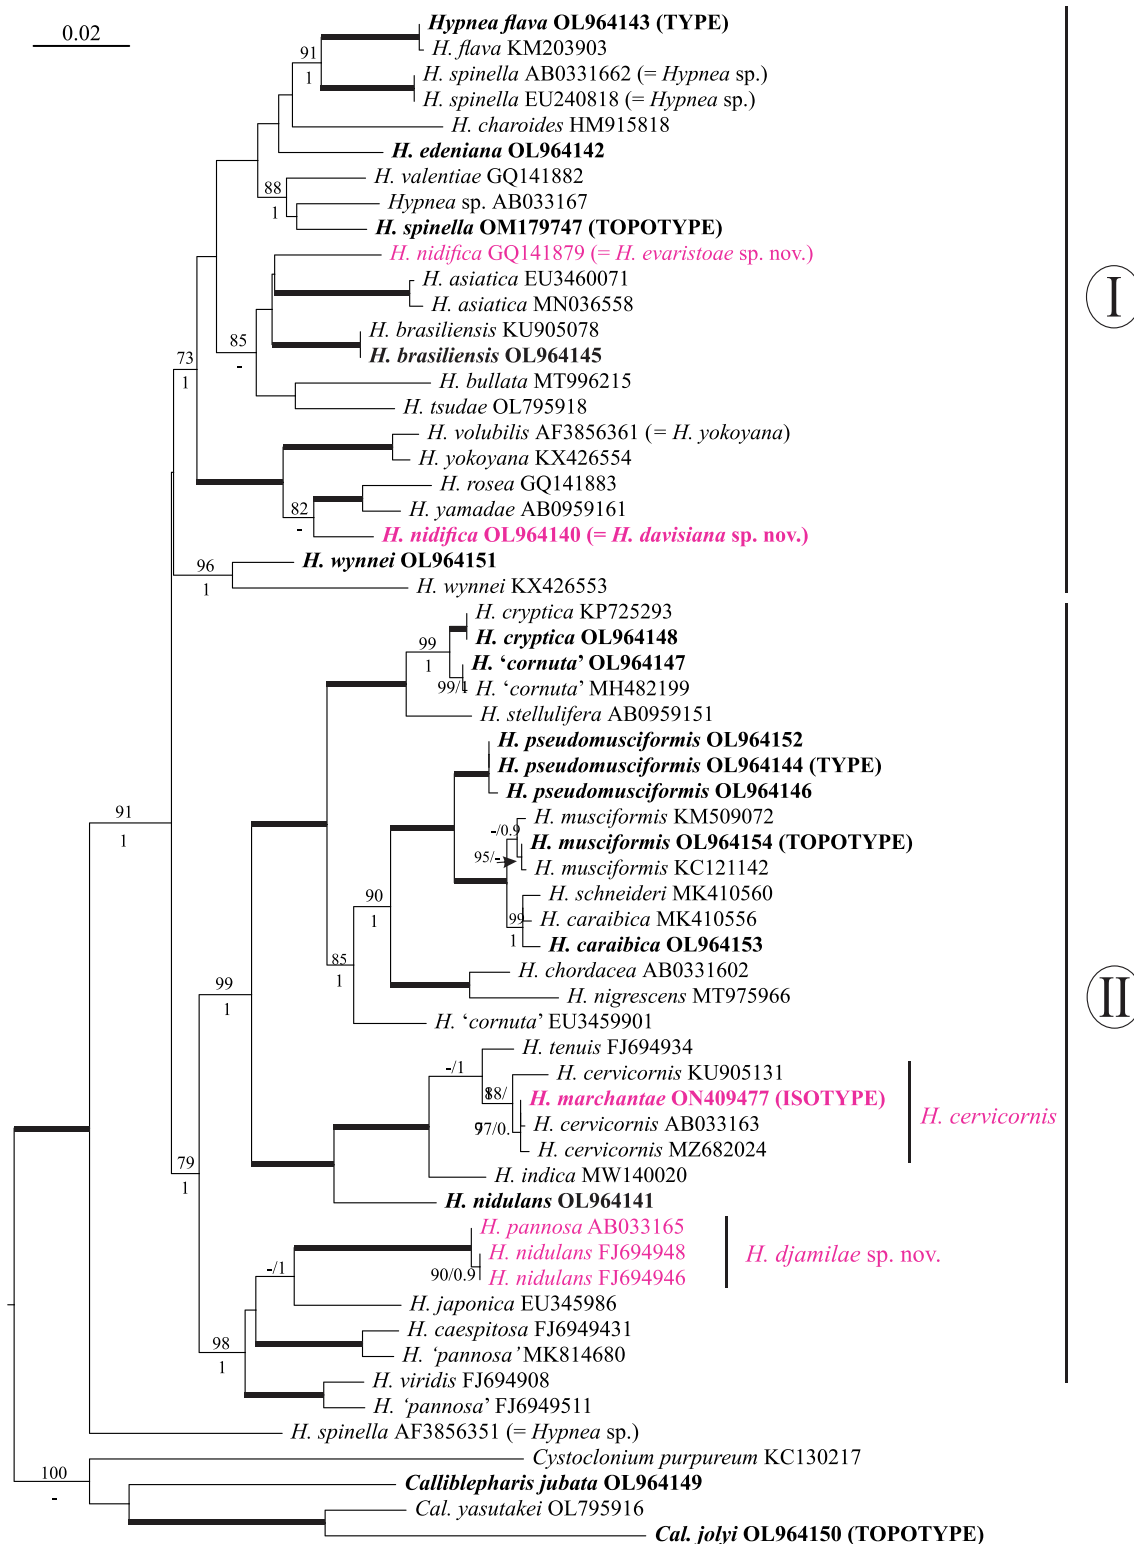 0.02
Hypnea flava OL964143 (TYPE)
H. flava KM203903
91
1
H. spinella AB0331662 (= Hypnea sp.)
H. spinella EU240818 (= Hypnea sp.)
H. charoides HM915818
H. edeniana OL964142
H. valentiae GQ141882
88
1
Hypnea sp. AB033167
H. spinella OM179747 (TOPOTYPE)
H. nidifica GQ141879 (= H. evaristoae sp. nov.)
H. asiatica EU3460071
I
H. asiatica MN036558
H. brasiliensis KU905078
85
-
H. brasiliensis OL964145
73
1
H. bullata MT996215
H. tsudae OL795918
H. volubilis AF3856361 (= H. yokoyana)
H. yokoyana KX426554
H. rosea GQ141883
82
-
H. yamadae AB0959161
H. nidifica OL964140 (= H. davisiana sp. nov.)
H. wynnei OL964151
96
1
H. wynnei KX426553
H. cryptica KP725293
H. cryptica OL964148
99
1
H. ‘cornuta’ OL964147
99/1
H. ‘cornuta’ MH482199
H. stellulifera AB0959151
H. pseudomusciformis OL964152
H. pseudomusciformis OL964144 (TYPE)
H. pseudomusciformis OL964146
91
1
H. musciformis KM509072
-/0.9
H. musciformis OL964154 (TOPOTYPE)
95/-
H. musciformis KC121142
H. schneideri MK410560
90
1
99
1
H. caraibica MK410556
H. caraibica OL964153
85
1
H. chordacea AB0331602
99
1
H. nigrescens MT975966
II
H. ‘cornuta’ EU3459901
H. tenuis FJ694934
-/1
H. cervicornis KU905131
88/
H. marchantae ON409477 (ISOTYPE)
H. cervicornis
97/0.
H. cervicornis AB033163
H. cervicornis MZ682024
79
1
H. indica MW140020
H. nidulans OL964141
H. pannosa AB033165
H. nidulans FJ694948
H. djamilae sp. nov.
-/1
90/0.9
H. nidulans FJ694946
H. japonica EU345986
H. caespitosa FJ6949431
98
1
H. ‘pannosa’ MK814680
H. viridis FJ694908
H. ‘pannosa’ FJ6949511
H. spinella AF3856351 (= Hypnea sp.)
Cystoclonium purpureum KC130217
100
-
Calliblepharis jubata OL964149
Cal. yasutakei OL795916
Cal. jolyi OL964150 (TOPOTYPE)